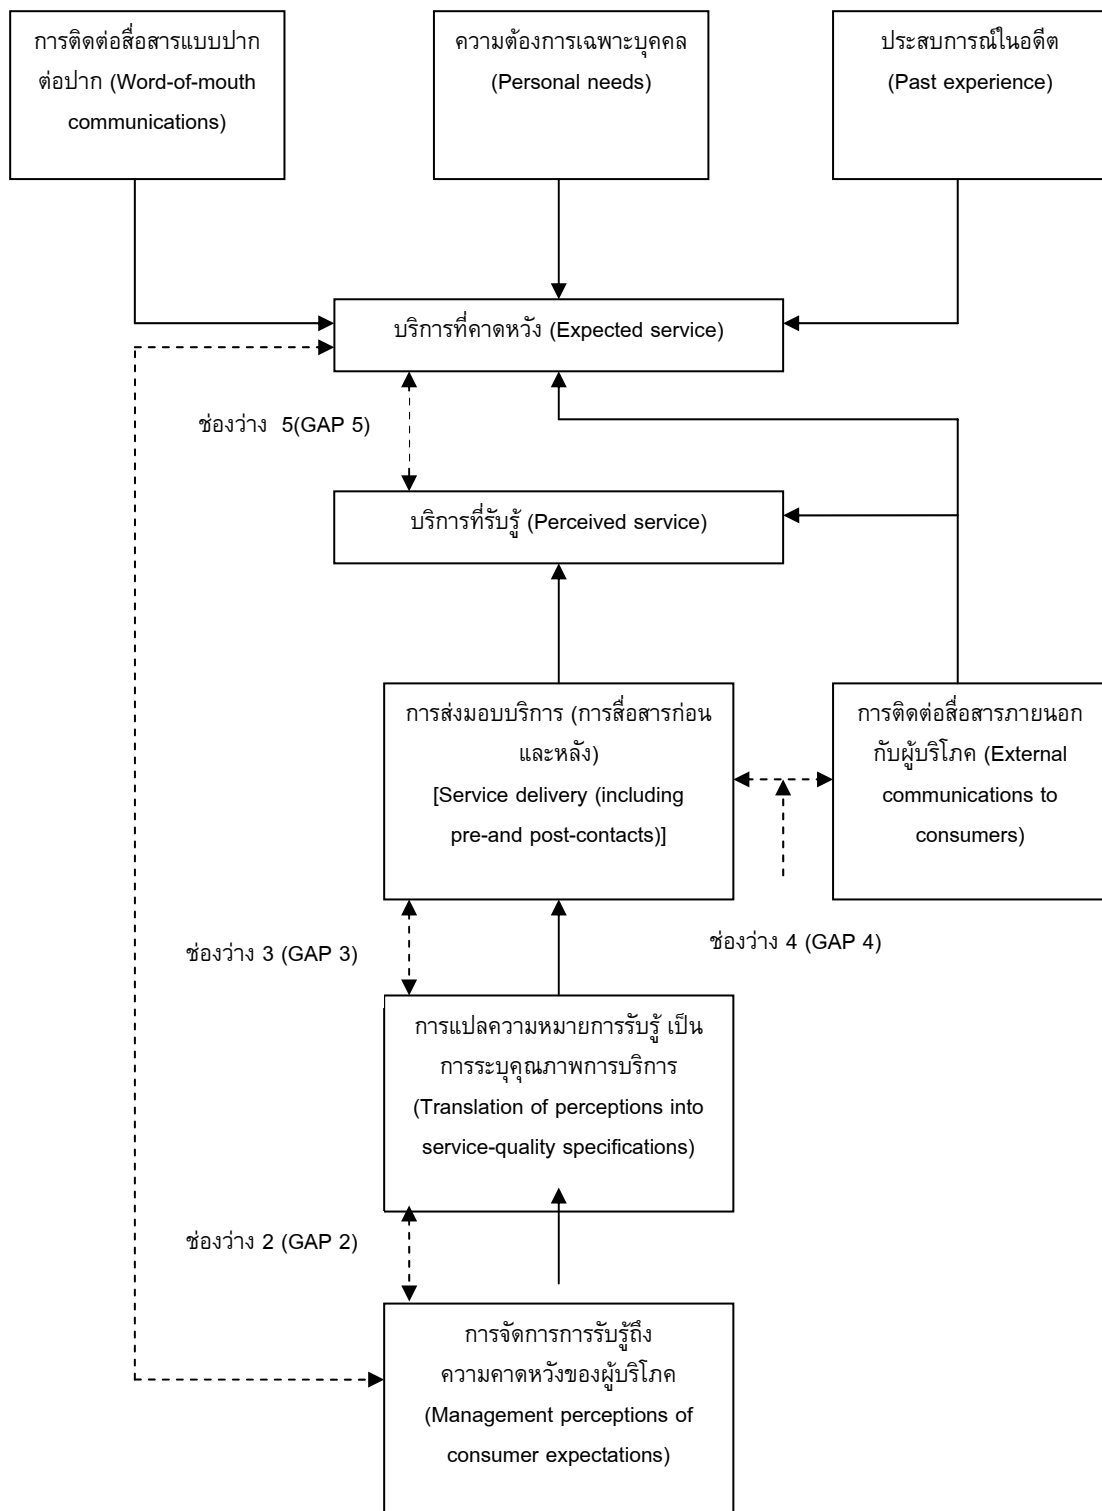 การติดต่อสื่อสารแบบปาก
ต่อปาก (Word-of-mouth
communications)
ความต้องการเฉพาะบุคคล
(Personal needs)
ประสบการณ์ในอดีต
(Past experience)
บริการที่คาดหวัง (Expected service)
ช่องว่าง 5(GAP 5)
บริการที่รับรู้ (Perceived service)
การส่งมอบบริการ (การสื่อสารก่อน
และหลัง)
[Service delivery (including
pre-and post-contacts)]
การติดต่อสื่อสารภายนอก
กับผู้บริโภค (External
communications to
consumers)
ช่องว่าง 3 (GAP 3)
ช่องว่าง 4 (GAP 4)
การแปลความหมายการรับรู้ เป็น
การระบุคุณภาพการบริการ
(Translation of perceptions into
service-quality specifications)
ช่องว่าง 2 (GAP 2)
การจัดการการรับรู้ถึง
ความคาดหวังของผู้บริโภค
(Management perceptions of
consumer expectations)